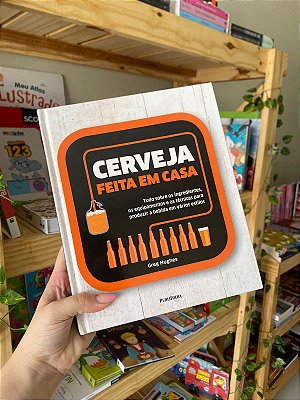 Meu Atlas
Ilustrado
123
CERVEJA
FEITA EM CASA
Tudo sobre os ingredientes,
os equipamentos e as técnicas para
produzir a bebida em vários estilos
Greg Hughes
PUBLIFOLHA